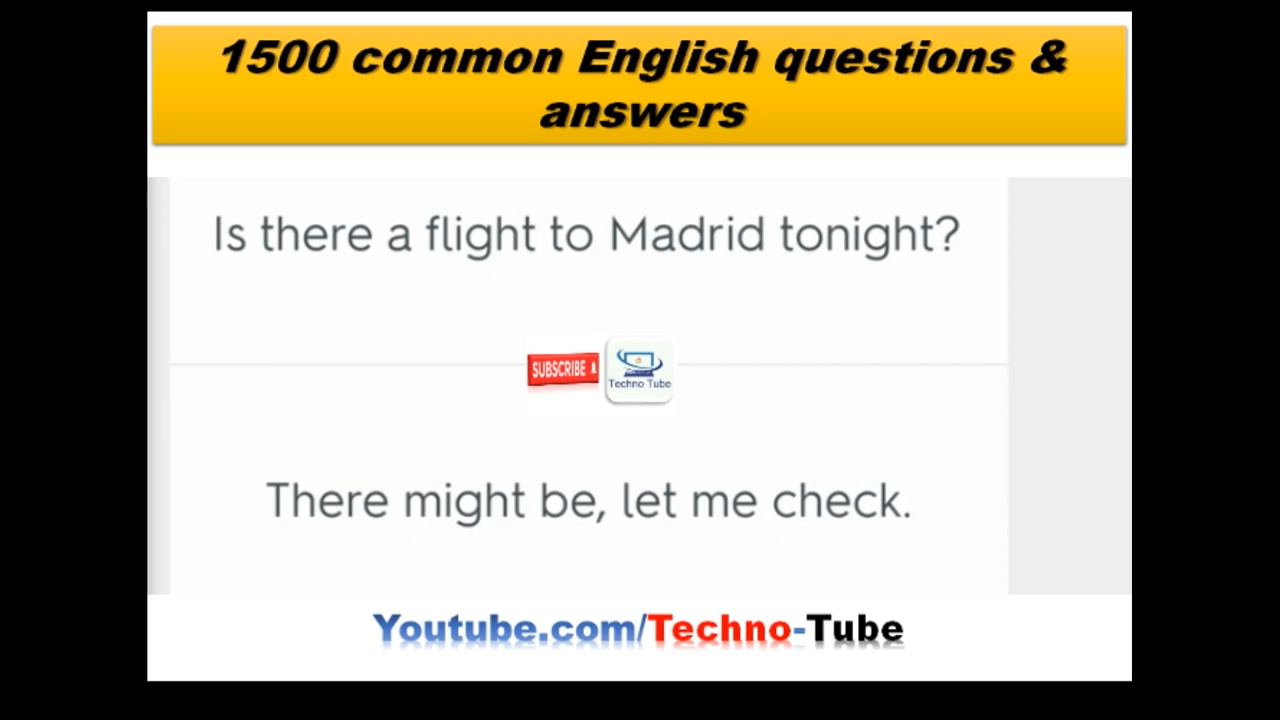 1500 common English questions &
answers
Is there a flight to Madrid tonight?
SUBSCRIBE
Techno Tube
There might be, let me check.
Youtube.com/Techno-Tube